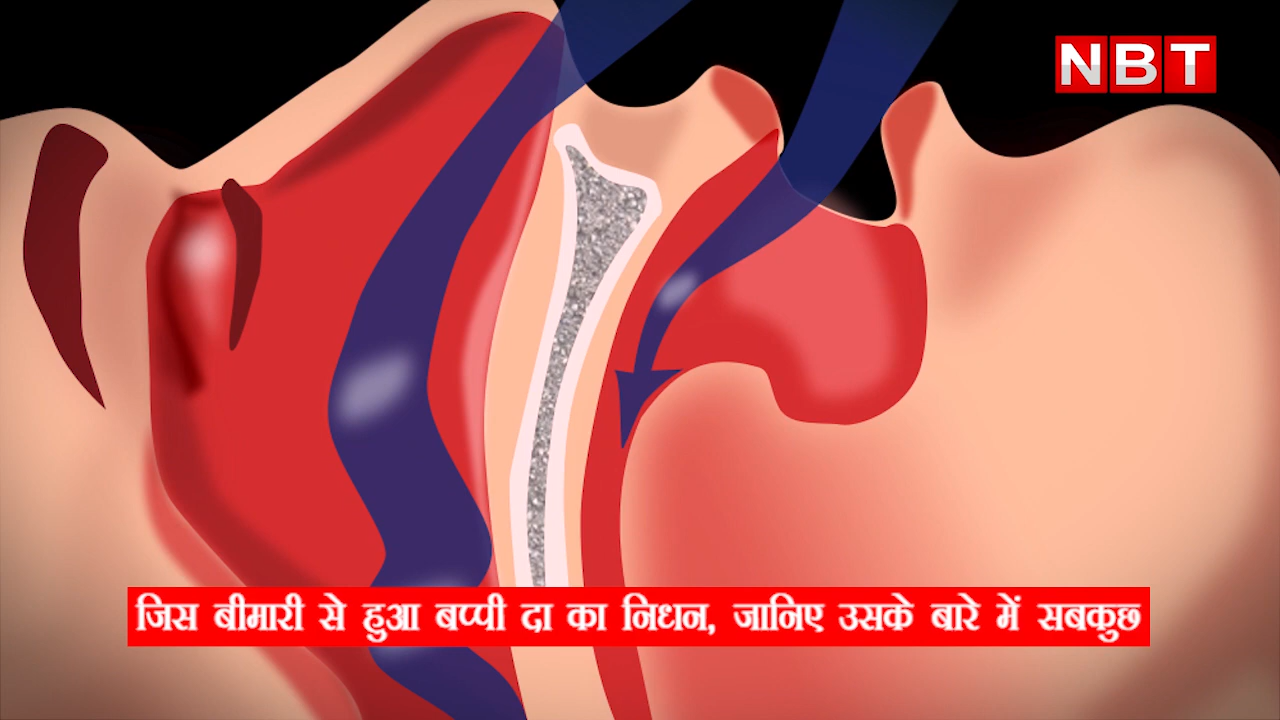 NBT
जिस बीमारी से हुआ बप्पी दा का निधन, जानिए उसके बारे में सबकुछ